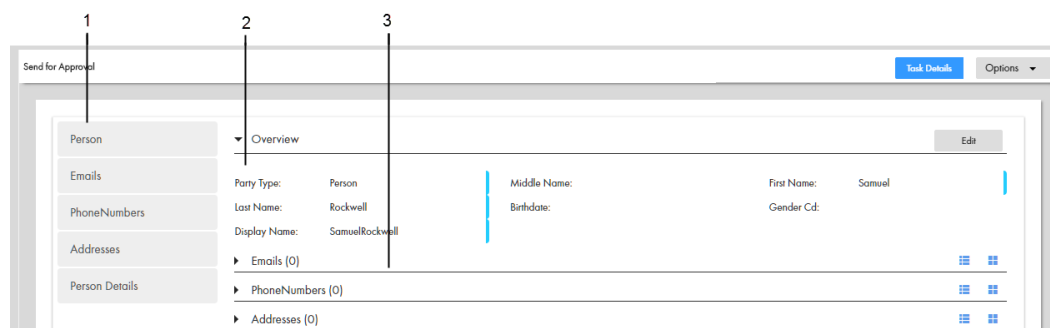 1 2 3
Send for Approval Task Details Options
Person Overview Edit
Emails Party Type: Person Middle Name: First Name: Samuel
PhoneNumbers Last Name: Rockwell Birthdate: Gender Cd:
Display Name: SamuelRockwell
Addresses Emails (0)
Person Details PhoneNumbers (0)
Addresses (0)